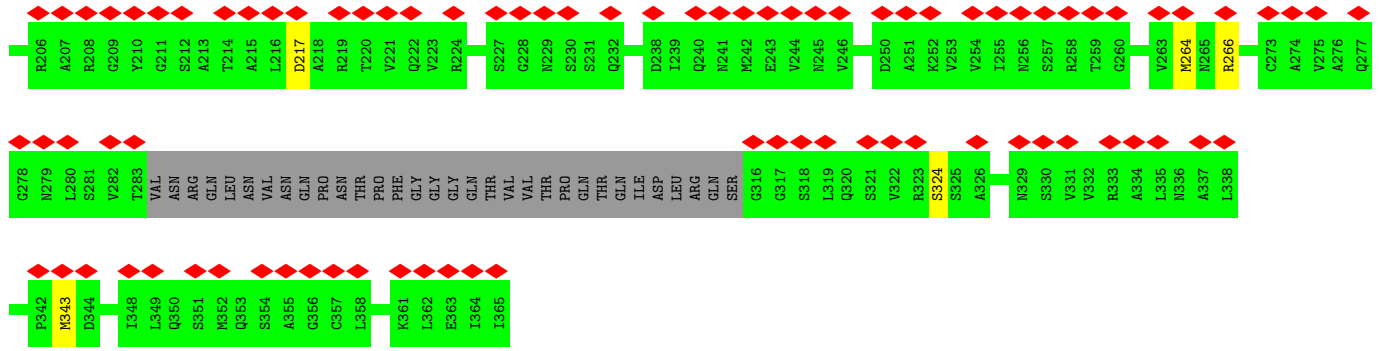 R206 A207 R208 G209 Y210 G211 S212 A213 T214 A215 L216 D217 A218 R219 T220 V221 Q222 V223 R224 S227 G228 N229 S230 S231 Q232 D238 I239 Q240 N241 M242 E243 V244 N245 V246 D250 A251 K252 V253 V254 I255 N256 S257 R258 T259 G260 V263 M264 N265 R266 C273 A274 V275 A276 Q277
G278 N279 L280 S281 V282 T283 VAL ASN ARG GLN LEU ASN VAL ASN GLN PRO ASN THR PRO PHE GLY GLY GLY GLN THR VAL VAL THR PRO GLN THR GLN ILE ASP LEU ARG GLN SER G316 G317 S318 L319 Q320 S321 V322 R323 S324 S325 A326 N329 S330 V331 V332 R333 A334 L335 N336 A337 L338
P342 M343 D344 I348 L349 Q350 S351 M352 Q353 S354 A355 G356 C357 L358 K361 L362 E363 I364 I365